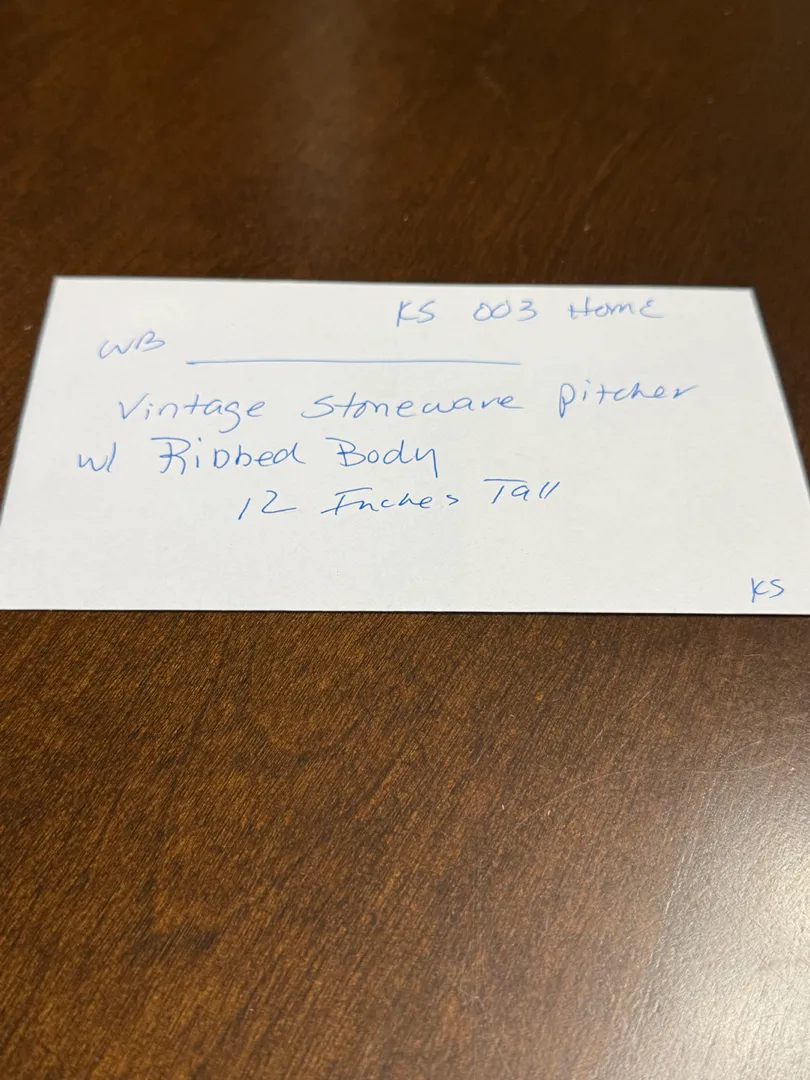 KS 003 Home
WB
Vintage Stoneware pitcher
w/ Ribbed Body
12 Inches Tall
KS